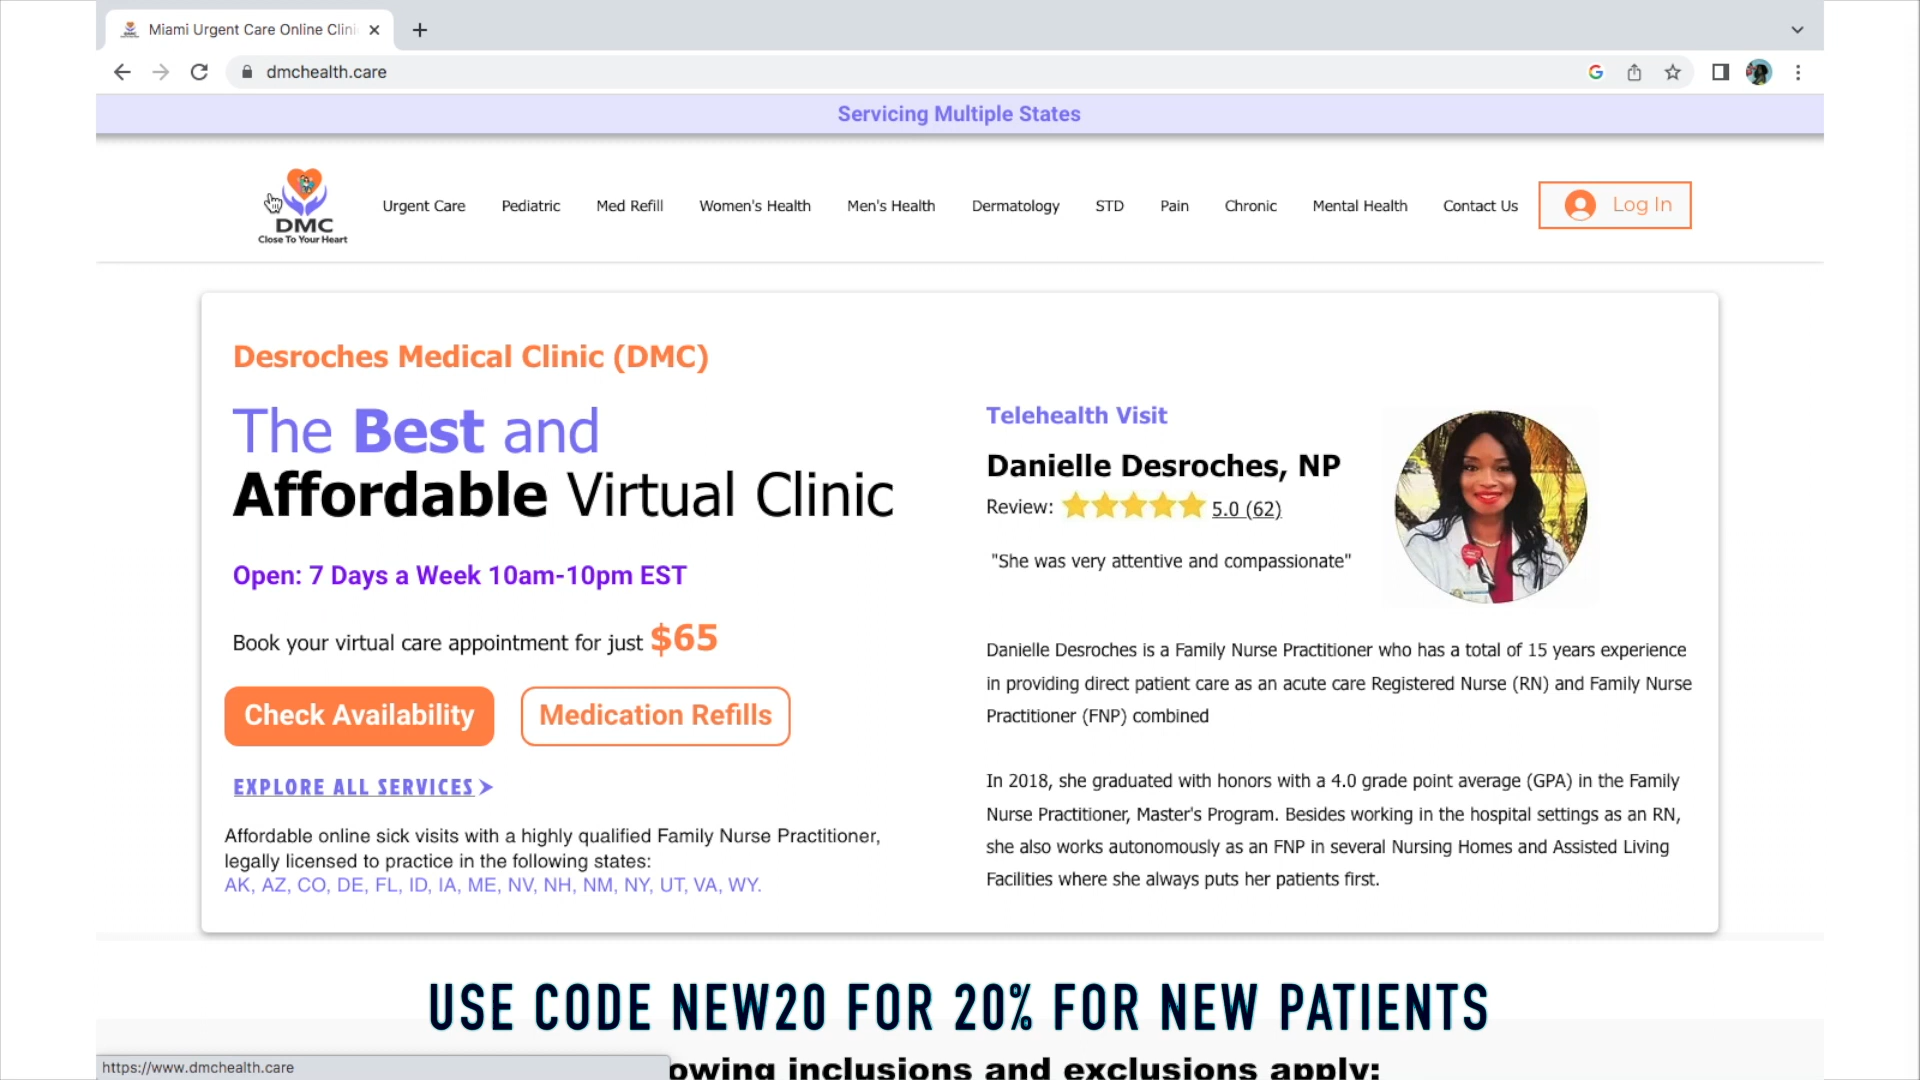 Miami Urgent Care Online Clini
dmchealth.care
Servicing Multiple States
DMC
Close To Your Heart
Urgent Care
Pediatric
Med Refill
Women's Health
Men's Health
Dermatology
STD
Pain
Chronic
Mental Health
Contact Us
Log In
Desroches Medical Clinic (DMC)
The Best and
Affordable Virtual Clinic
Open: 7 Days a Week 10am-10pm EST
Book your virtual care appointment for just $65
Check Availability
Medication Refills
EXPLORE ALL SERVICES >
Affordable online sick visits with a highly qualified Family Nurse Practitioner,
legally licensed to practice in the following states:
AK, AZ, CO, DE, FL, ID, IA, ME, NV, NH, NM, NY, UT, VA, WY.
Telehealth Visit
Danielle Desroches, NP
Review: 5.0 (62)
"She was very attentive and compassionate"
Danielle Desroches is a Family Nurse Practitioner who has a total of 15 years experience
in providing direct patient care as an acute care Registered Nurse (RN) and Family Nurse
Practitioner (FNP) combined
In 2018, she graduated with honors with a 4.0 grade point average (GPA) in the Family
Nurse Practitioner, Master's Program. Besides working in the hospital settings as an RN,
she also works autonomously as an FNP in several Nursing Homes and Assisted Living
Facilities where she always puts her patients first.
USE CODE NEW20 FOR 20% FOR NEW PATIENTS
owing inclusions and exclusions apply:
https://www.dmchealth.care